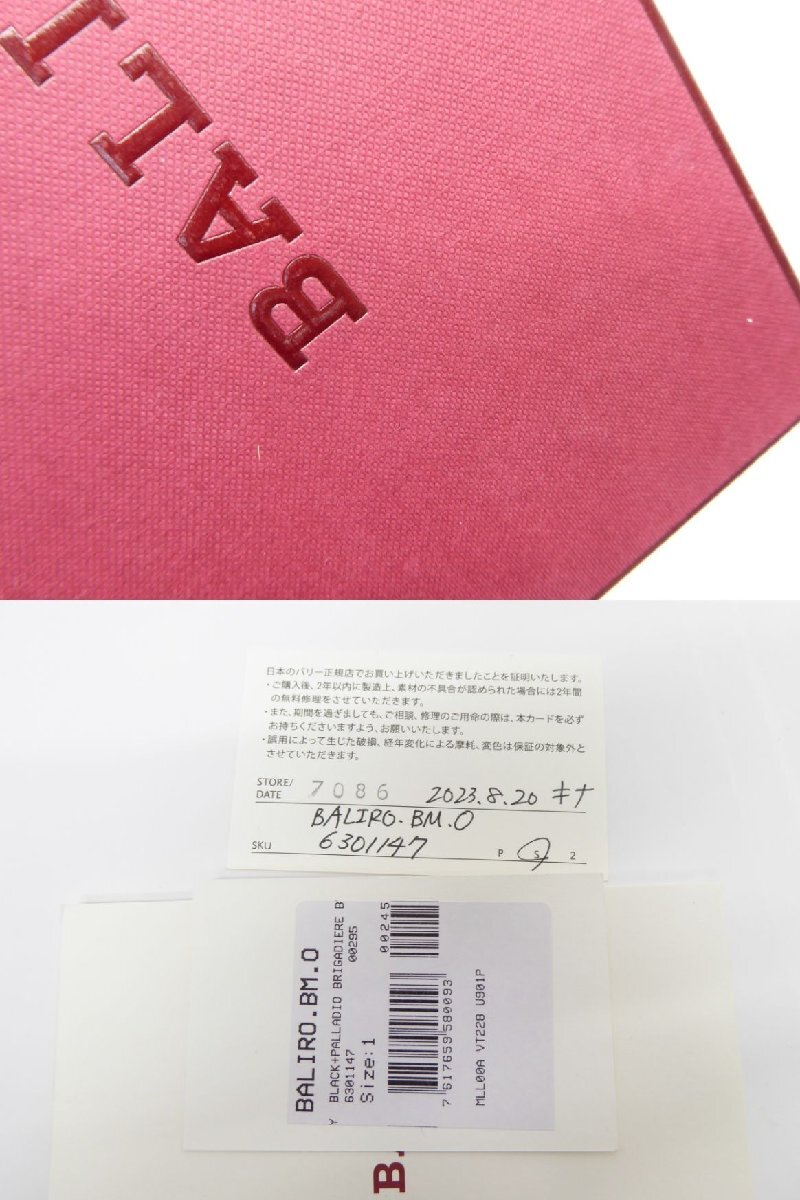 BALL
日本のバリー正規店でお買い上げいただきましたことを証明いたします。
・ご購入後、2年以内に製造上、素材の不具合が認められた場合には2年間
の無料修理をさせていただきます。
・また、期間を過ぎましても、ご相談、修理のご用命の際は、本カードを必ず
お持ちくださいますよう、お願いいたします。
・誤用によって生じた破損、経年変化による摩耗、変色は保証の対象外と
させていただきます。
STORE/
DATE 7086 2023.8.20 キナ
BALIRO.BM.O
SKU 6301147 P S 2
BALIRO.BM.O
Y BLACK+PALLADIO BRIGADIERE B
6301147 00295
Size:1 00245
7 617659 580093
MLL00A VT228 U901P
B